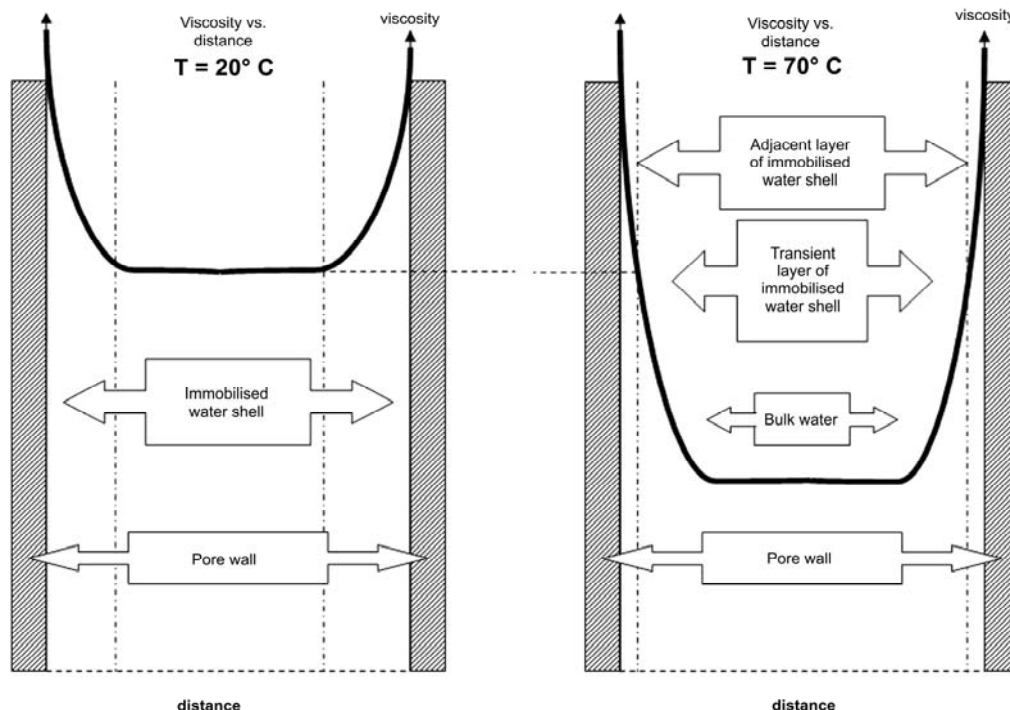 Viscosity vs.
distance
T = 20° C
viscosity
Immobilised
water shell
Pore wall
distance
Viscosity vs.
distance
T = 70° C
viscosity
Adjacent layer
of immobilised
water shell
Transient
layer of
immobilised
water shell
Bulk water
Pore wall
distance